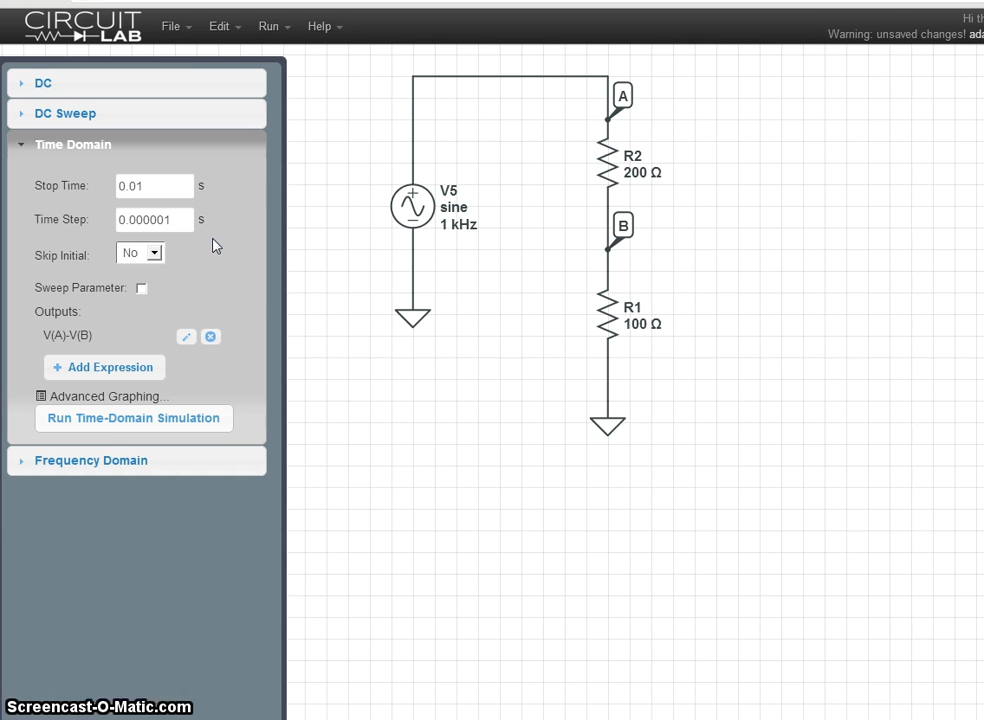 CIRCUIT
LAB
File Edit Run Help
Hi th
Warning: unsaved changes! ada
DC
DC Sweep
Time Domain
Stop Time: 0.01 s
Time Step: 0.000001 s
Skip Initial: No
Sweep Parameter:
Outputs:
V(A)-V(B)
+ Add Expression
Advanced Graphing...
Run Time-Domain Simulation
Frequency Domain
A
R2
200 Ω
V5
sine
1 kHz
B
R1
100 Ω
Screencast-O-Matic.com